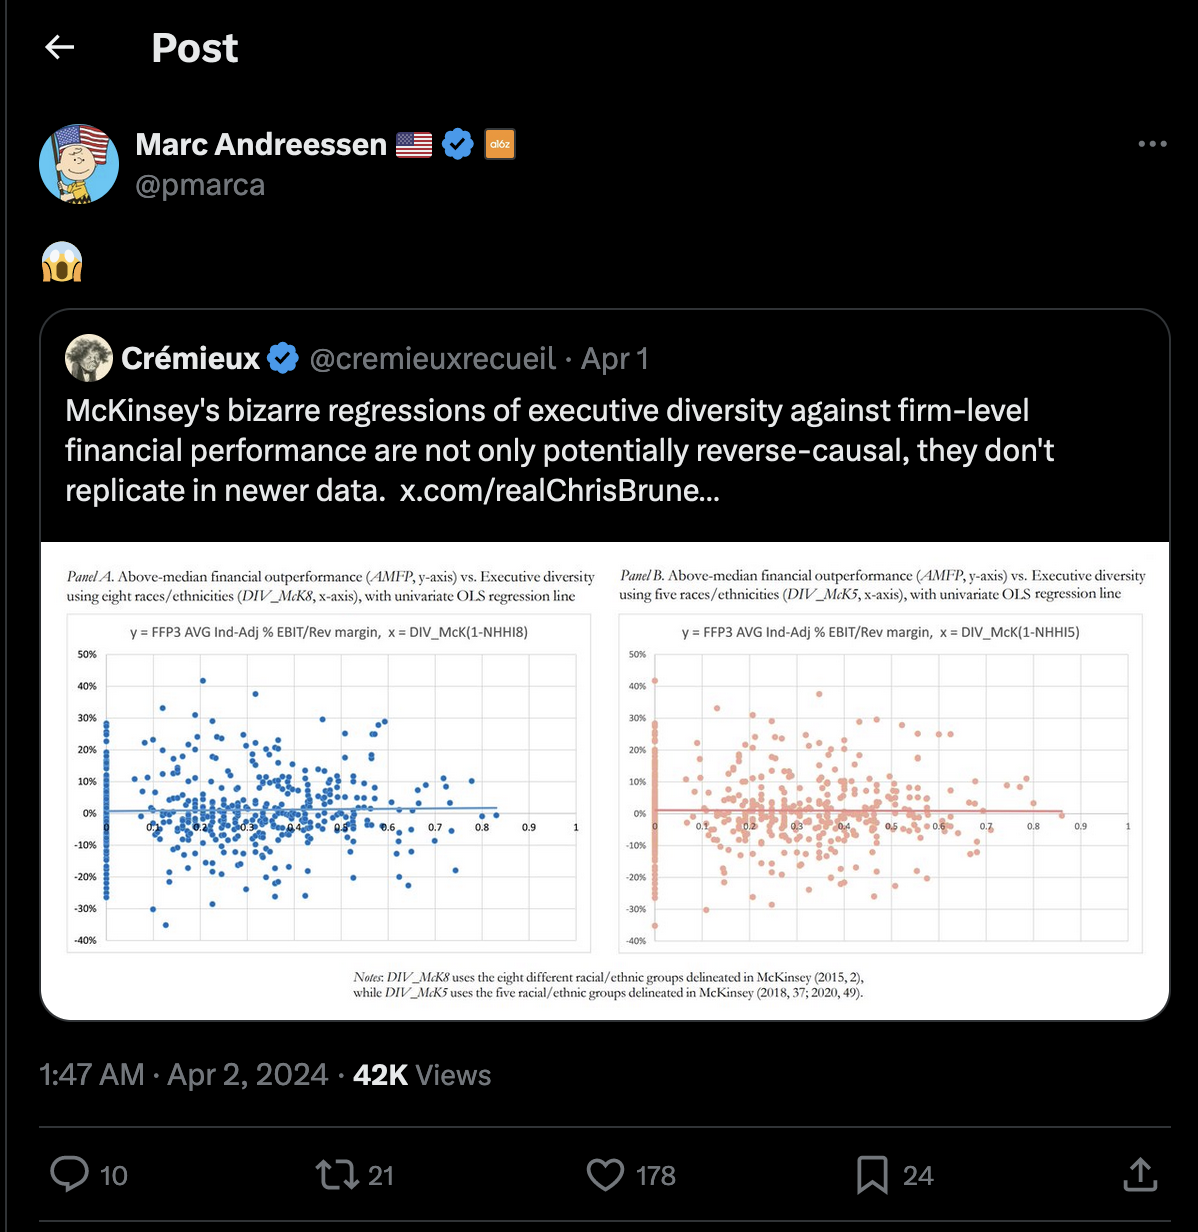 Post
Marc Andreessen 🇺🇸 a16z
@pmarca
😱
Crémieux @cremieuxrecueil · Apr 1
McKinsey's bizarre regressions of executive diversity against firm-level
financial performance are not only potentially reverse-causal, they don't
replicate in newer data. x.com/realChrisBrune...
Panel A. Above-median financial outperformance (AMFP, y-axis) vs. Executive diversity
using eight races/ethnicities (DIV_McK8, x-axis), with univariate OLS regression line
y = FFP3 AVG Ind-Adj % EBIT/Rev margin, x = DIV_McK(1-NHHI8)
50%
40%
30%
20%
10%
0%
-10%
-20%
-30%
-40%
0 0.1 0.2 0.3 0.4 0.5 0.6 0.7 0.8 0.9 1
Panel B. Above-median financial outperformance (AMFP, y-axis) vs. Executive diversity
using five races/ethnicities (DIV_McK5, x-axis), with univariate OLS regression line
y = FFP3 AVG Ind-Adj % EBIT/Rev margin, x = DIV_McK(1-NHHI5)
50%
40%
30%
20%
10%
0%
-10%
-20%
-30%
-40%
0 0.1 0.2 0.3 0.4 0.5 0.6 0.7 0.8 0.9 1
Notes: DIV_McK8 uses the eight different racial/ethnic groups delineated in McKinsey (2015, 2),
while DIV_McK5 uses the five racial/ethnic groups delineated in McKinsey (2018, 37; 2020, 49).
1:47 AM · Apr 2, 2024 · 42K Views
10 21 178 24